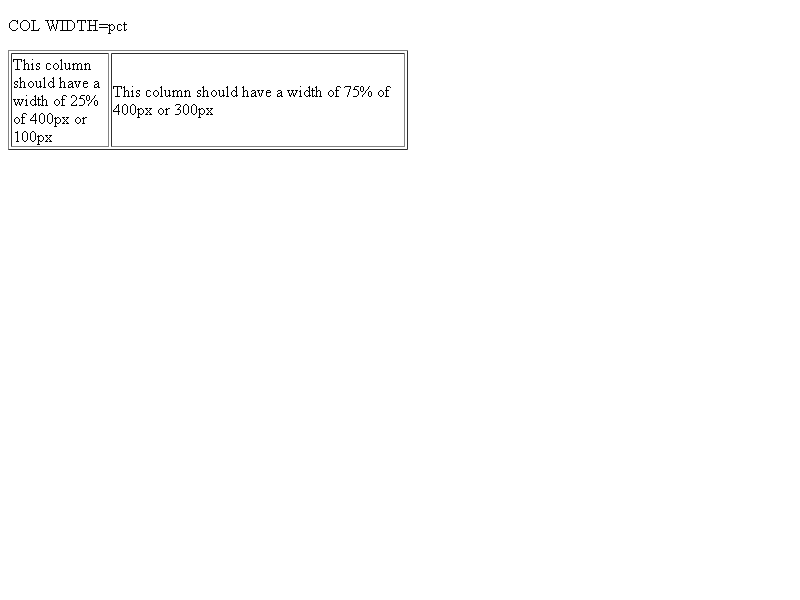 COL WIDTH=pct
This column
should have a
width of 25%
of 400px or
100px
This column should have a width of 75% of
400px or 300px